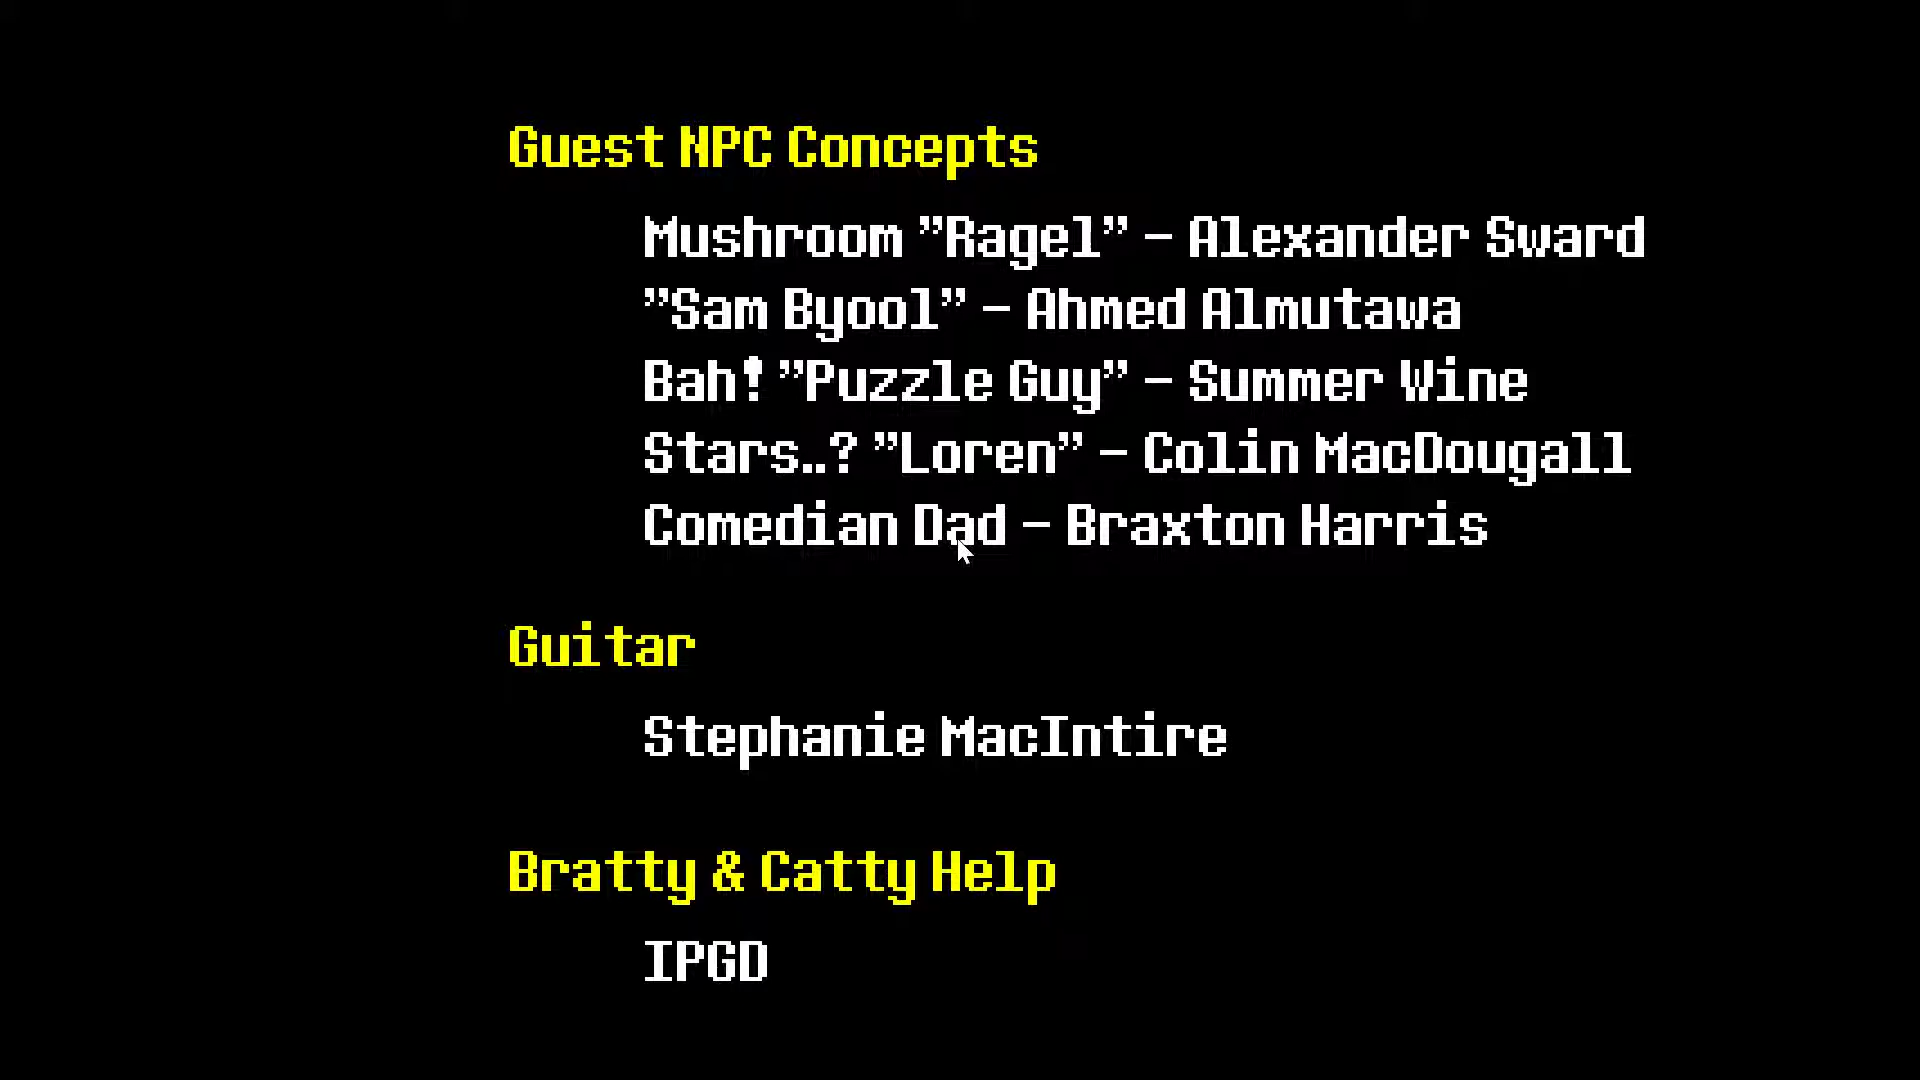 Guest NPC Concepts
Mushroom "Ragel" - Alexander Sward
"Sam Byool" - Ahmed Almutawa
Bah! "Puzzle Guy" - Summer Wine
Stars..? "Loren" - Colin MacDougall
Comedian Dad - Braxton Harris
Guitar
Stephanie MacIntire
Bratty & Catty Help
IPGD